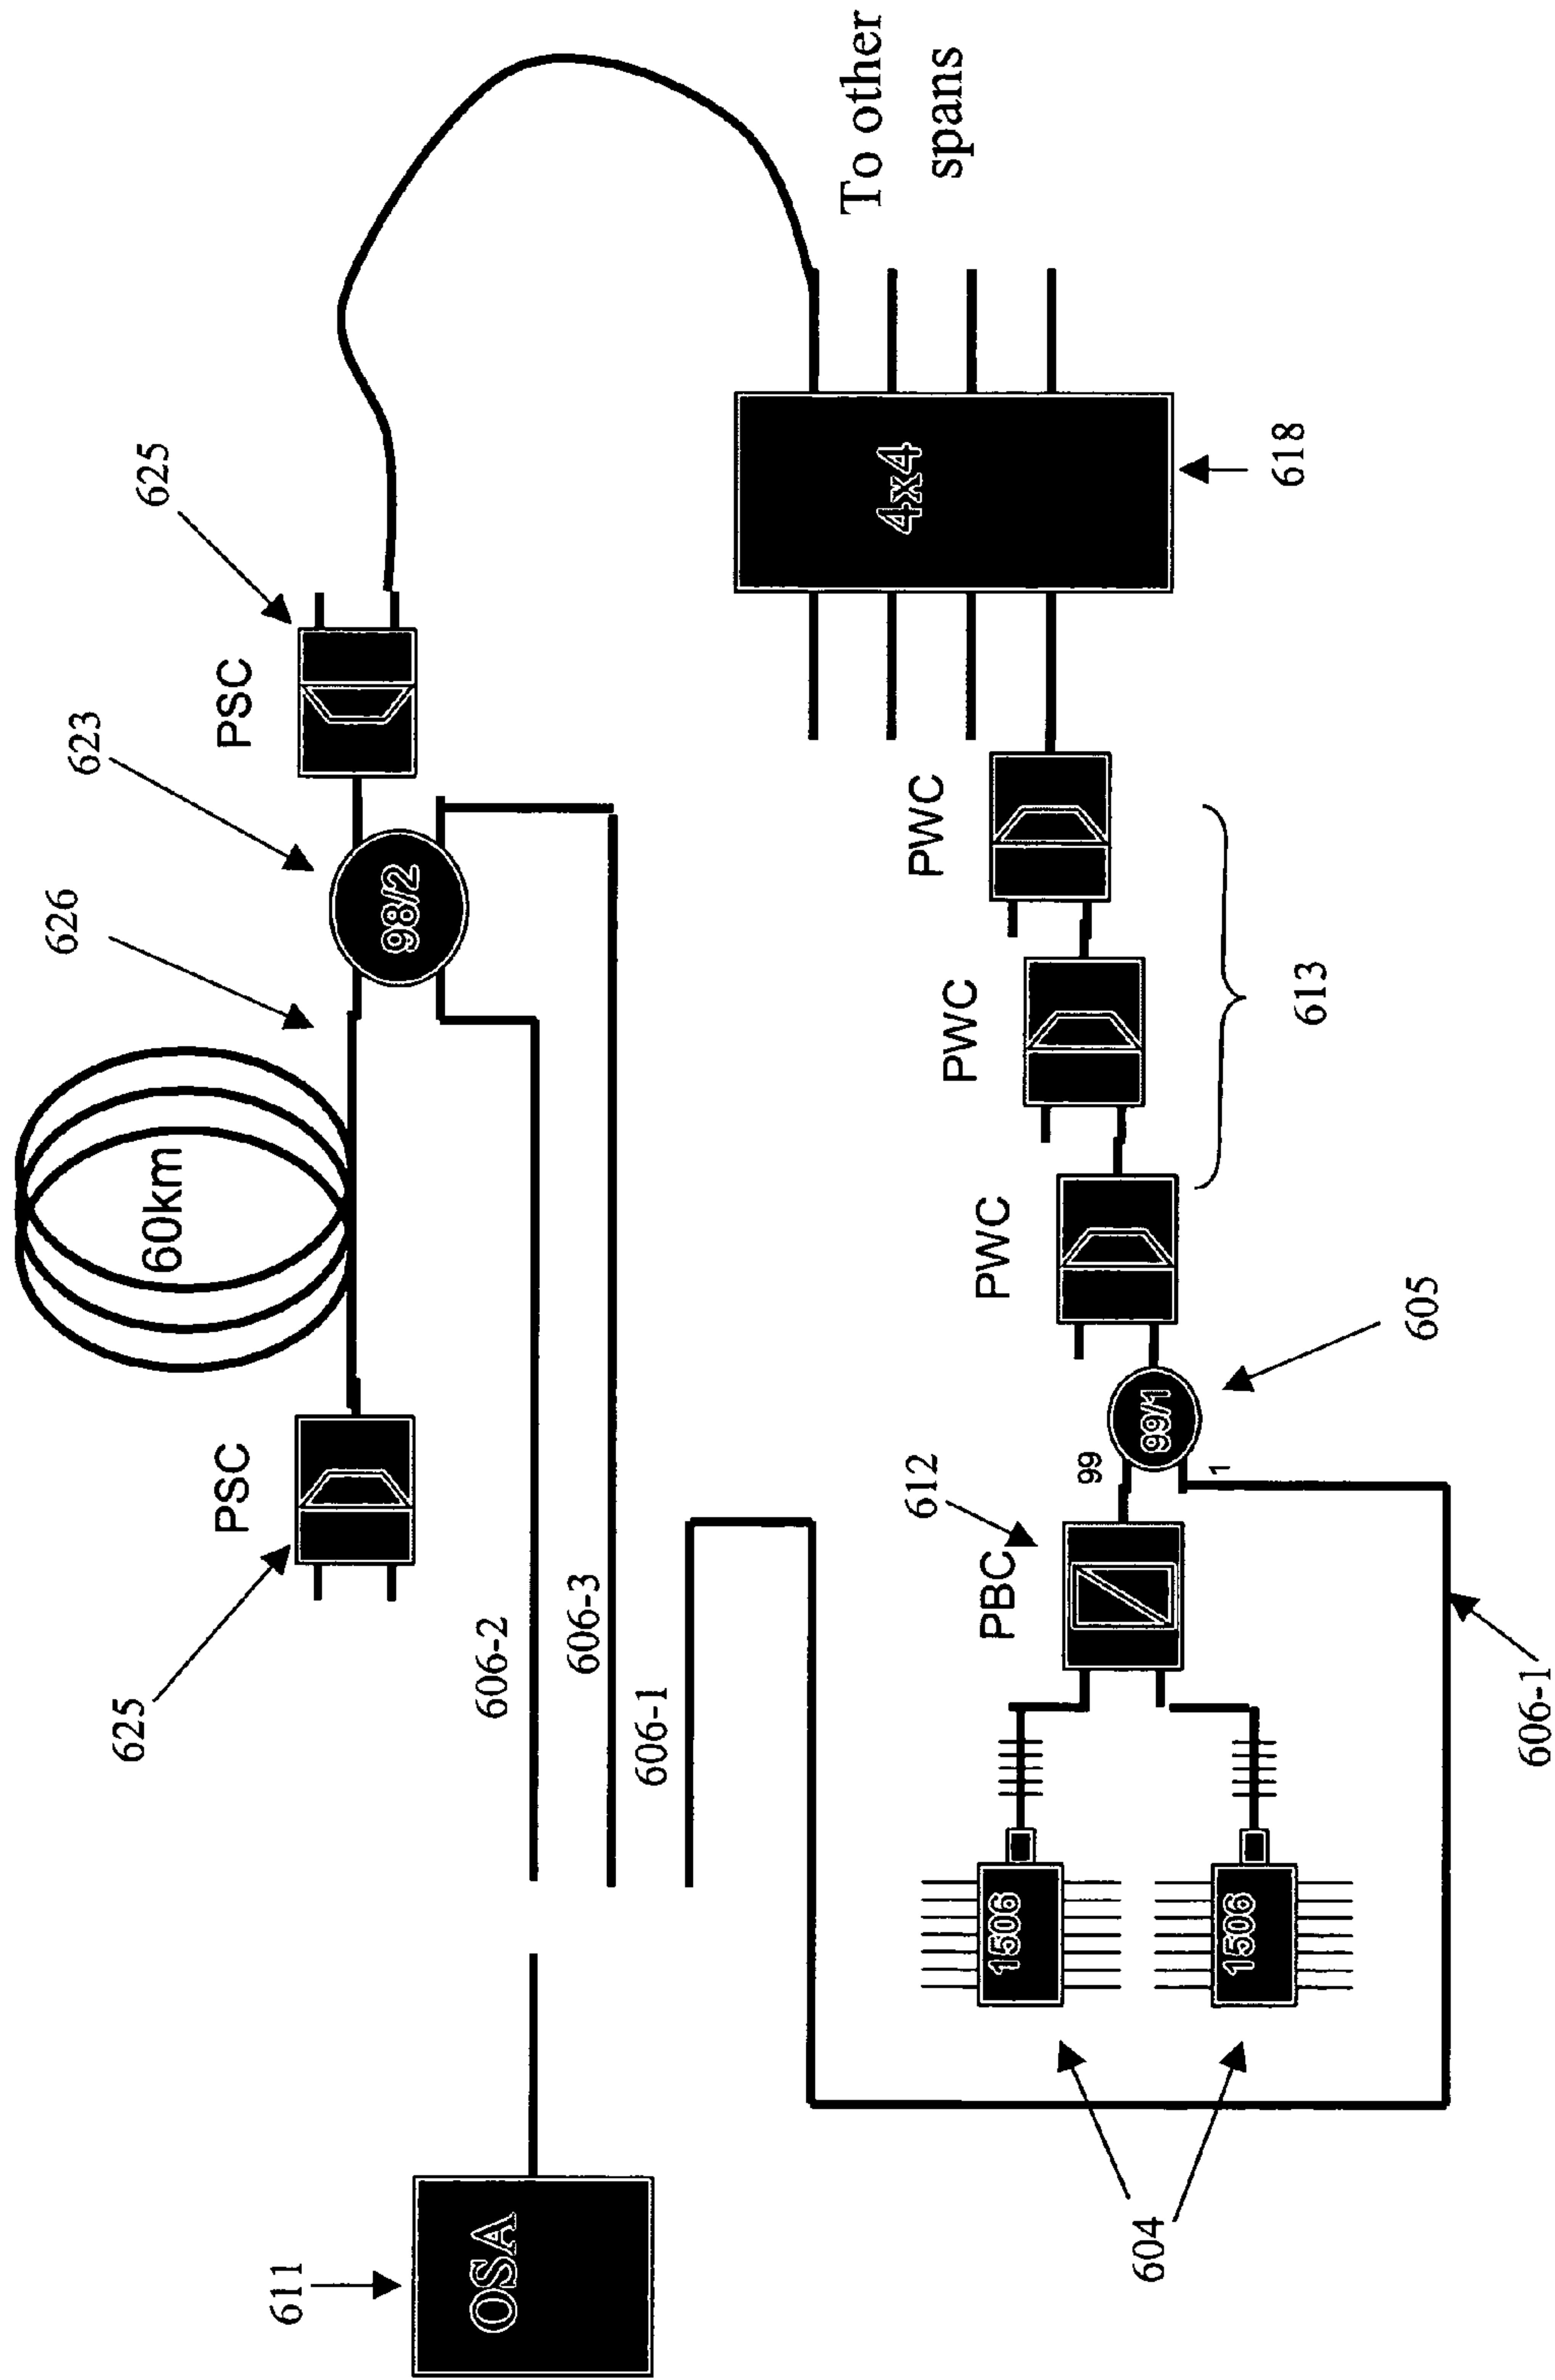 626
623
625
625
60km
PSC
PSC
611
98/2
OSA
606-2
606-3
606-1
To other
spans
4x4
612
PWC
PWC
PWC
PBC
1506
99
99/1
1
604
1506
618
613
605
606-1